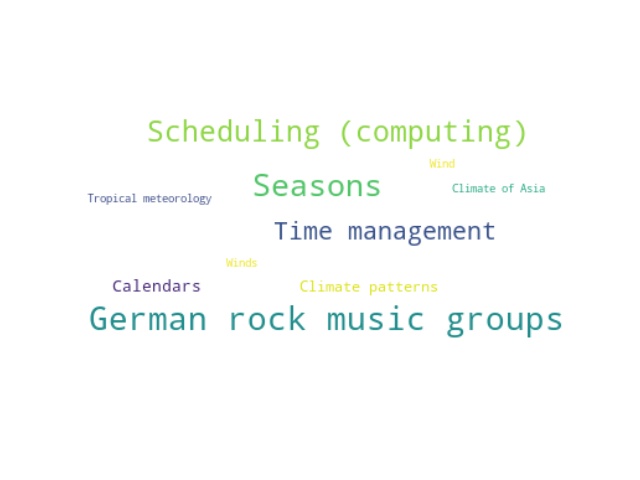 Scheduling (computing)
Wind
Seasons
Climate of Asia
Tropical meteorology
Time management
Winds
Calendars
Climate patterns
German rock music groups